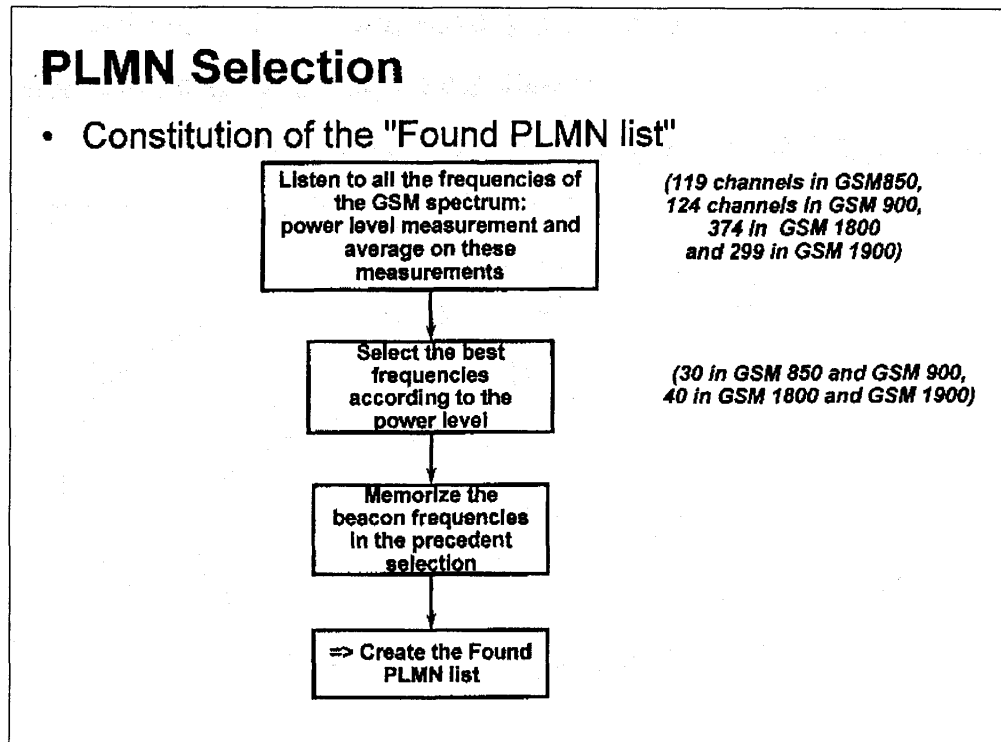 PLMN Selection
• Constitution of the "Found PLMN list"
Listen to all the frequencies of
the GSM spectrum:
power level measurement and
average on these
measurements
(119 channels in GSM850,
124 channels in GSM 900,
374 in GSM 1800
and 299 in GSM 1900)
Select the best
frequencies
according to the
power level
(30 in GSM 850 and GSM 900,
40 in GSM 1800 and GSM 1900)
Memorize the
beacon frequencies
in the precedent
selection
=> Create the Found
PLMN list